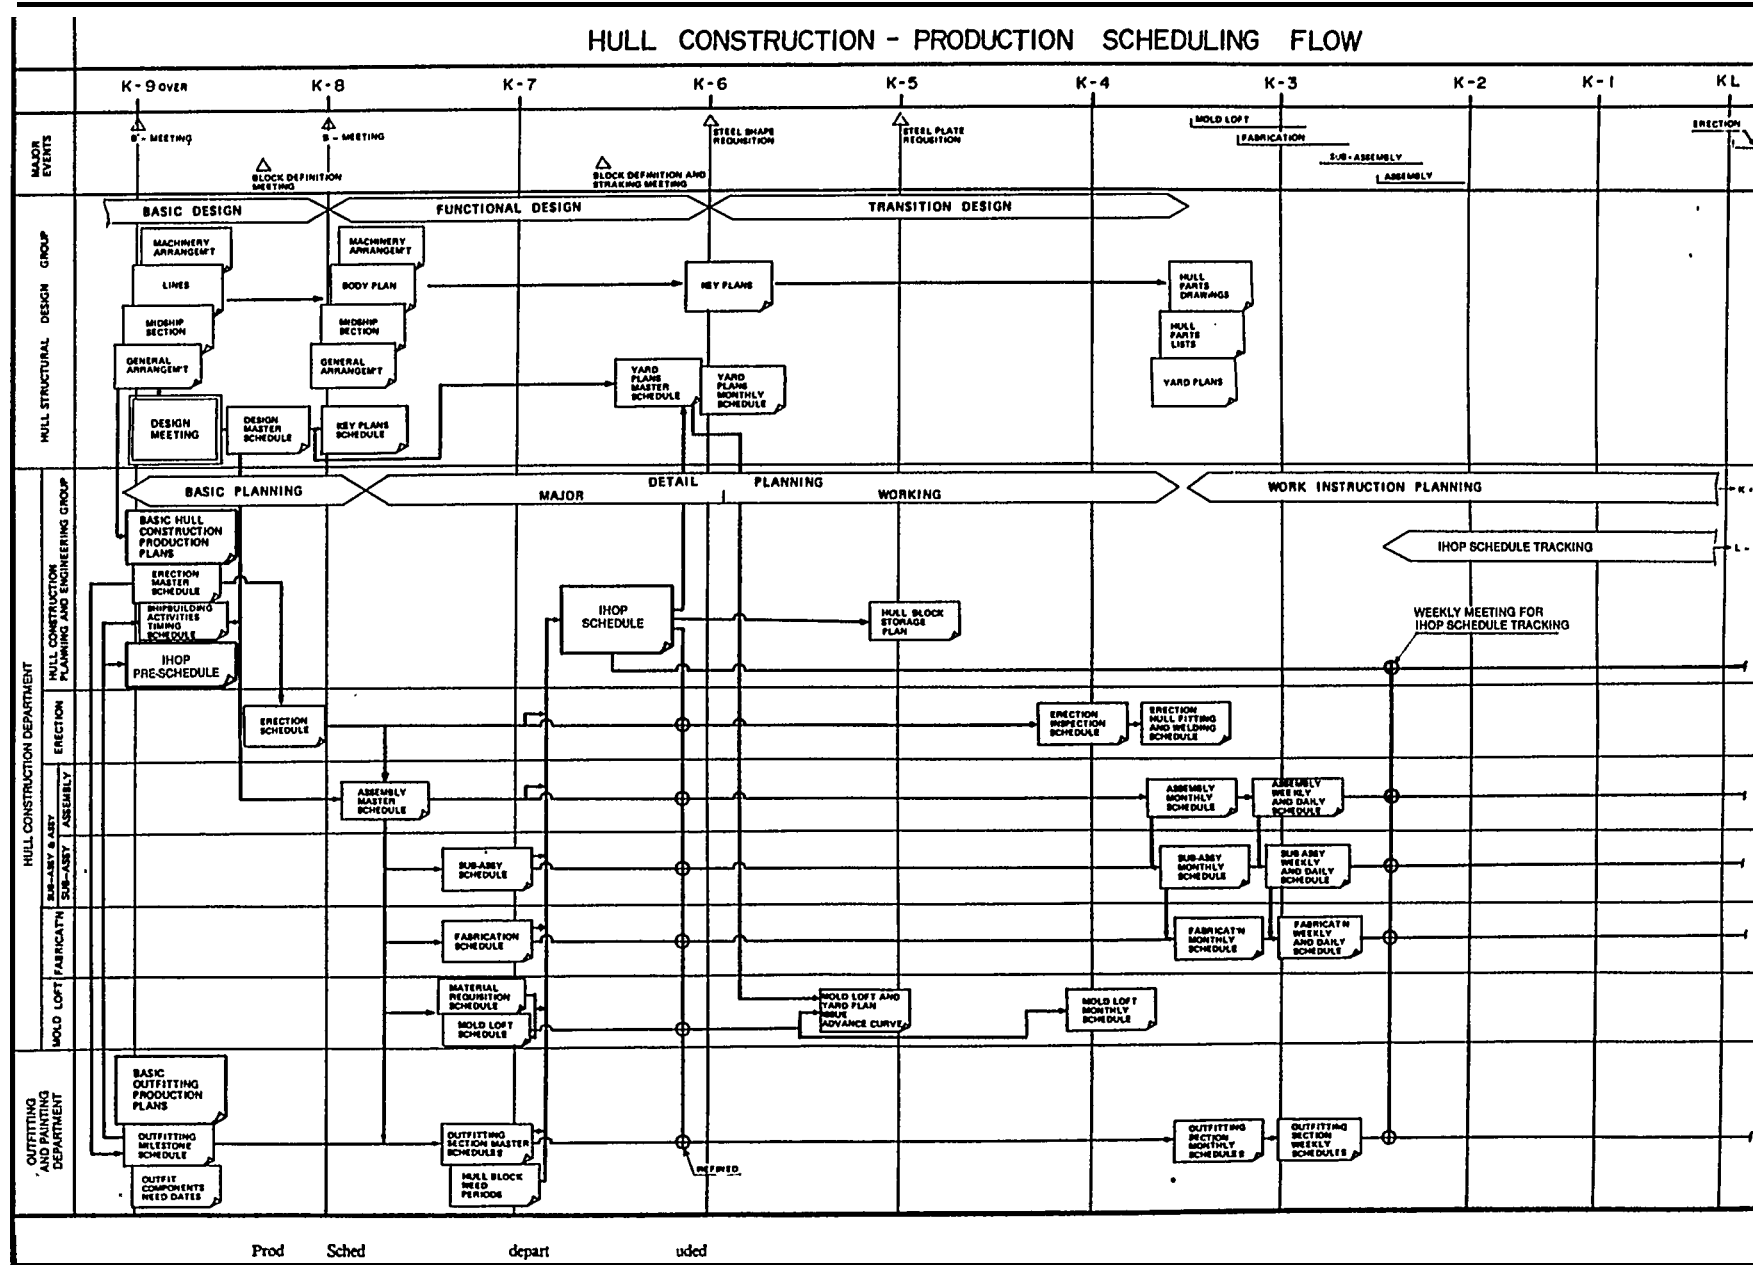 HULL CONSTRUCTION - PRODUCTION SCHEDULING FLOW
K-9 OVER
K-8
K-7
K-6
K-5
K-4
K-3
K-2
K-1
KL
MAJOR
EVENTS
B' - MEETING
B - MEETING
BLOCK DEFINITION
MEETING
BLOCK DEFINITION AND
STRAKING MEETING
STEEL SHAPE
REQUISITION
STEEL PLATE
REQUSITION
MOLD LOFT
FABRICATION
SUB-ASSEMBLY
ASSEMBLY
ERECTION
HULL STRUCTURAL DESIGN GROUP
BASIC DESIGN
FUNCTIONAL DESIGN
TRANSITION DESIGN
MACHINERY
ARRANGEM'T
LINES
MIDSHIP
SECTION
GENERAL
ARRANGEM'T
DESIGN
MEETING
DESIGN
MASTER
SCHEDULE
MACHINERY
ARRANGEM'T
BODY PLAN
MIDSHIP
SECTION
GENERAL
ARRANGEM'T
KEY PLANS
SCHEDULE
KEY PLANS
YARD
PLANS
MASTER
SCHEDULE
YARD
PLANS
MONTHLY
SCHEDULE
HULL
PARTS
DRAWINGS
HULL
PARTS
LISTS
YARD PLANS
HULL CONSTRUCTION DEPARTMENT
HULL CONSTRUCTION
PLANNING AND ENGINEERING GROUP
BASIC PLANNING
DETAIL PLANNING
MAJOR
WORKING
WORK INSTRUCTION PLANNING
K-
IHOP SCHEDULE TRACKING
L-
BASIC HULL
CONSTRUCTION
PRODUCTION
PLANS
ERECTION
MASTER
SCHEDULE
SHIPBUILDING
ACTIVITIES
TIMING
SCHEDULE
IHOP
PRE-SCHEDULE
IHOP
SCHEDULE
HULL BLOCK
STORAGE
PLAN
WEEKLY MEETING FOR
IHOP SCHEDULE TRACKING
ERECTION
ERECTION
SCHEDULE
ERECTION
INSPECTION
SCHEDULE
ERECTION
HULL FITTING
AND WELDING
SCHEDULE
SUB-ASSY & ASSY
SUB-ASSY ASSEMBLY
ASSEMBLY
MASTER
SCHEDULE
ASSEMBLY
MONTHLY
SCHEDULE
ASSEMBLY
WEEKLY
AND DAILY
SCHEDULE
SUB-ASSY
SCHEDULE
SUB-ASSY
MONTHLY
SCHEDULE
SUB-ASSY
WEEKLY
AND DAILY
SCHEDULE
FABRICAT'N
FABRICATION
SCHEDULE
FABRICAT'N
MONTHLY
SCHEDULE
FABRICAT'N
WEEKLY
AND DAILY
SCHEDULE
MOLD LOFT
MATERIAL
REQUISITION
SCHEDULE
MOLD LOFT
SCHEDULE
MOLD LOFT AND
YARD PLAN
ISSUE
ADVANCE CURVE
MOLD LOFT
MONTHLY
SCHEDULE
OUTFITTING
AND PAINTING
DEPARTMENT
BASIC
OUTFITTING
PRODUCTION
PLANS
OUTFITTING
MILESTONE
SCHEDULE
OUTFIT
COMPONENTS
NEED DATES
OUTFITTING
SECTION MASTER
SCHEDULES
HULL BLOCK
NEED
PERIODS
REFINED
OUTFITTING
SECTION
MONTHLY
SCHEDULES
OUTFITTING
SECTION
WEEKLY
SCHEDULES
Prod Sched depart uded